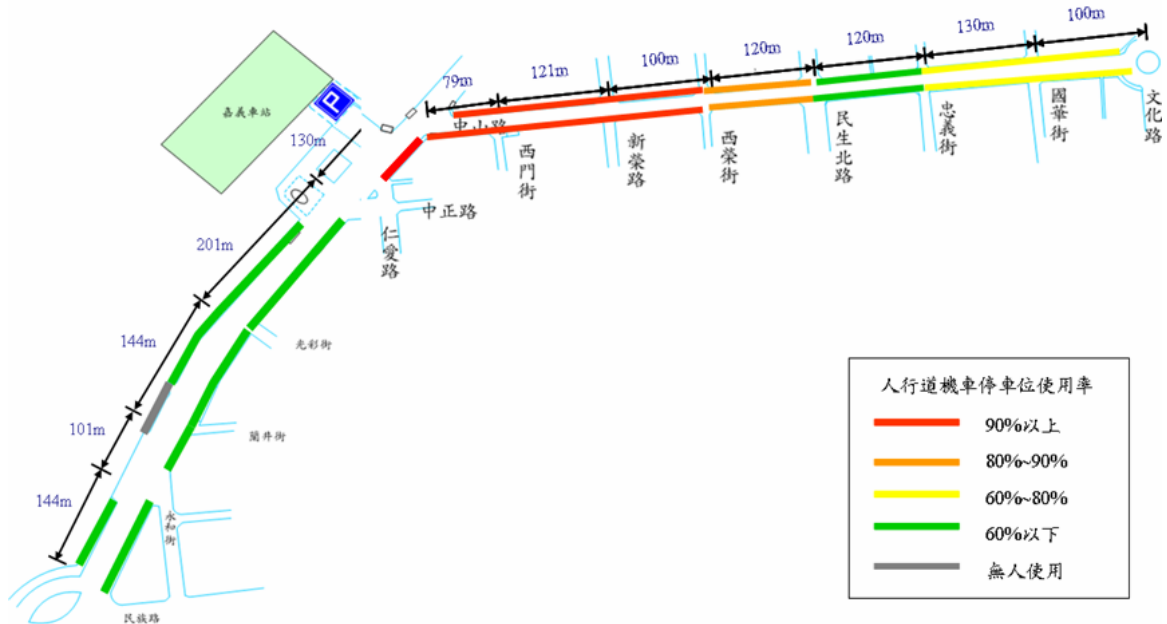 100m
130m
120m
120m
100m
121m
79m
嘉義車站
P
130m
中山路
西門街
新榮路
西榮街
民生北路
忠義街
國華街
文化路
中正路
仁愛路
201m
光彩街
144m
蘭井街
101m
144m
永和街
民族路
人行道機車停車位使用率
90%以上
80%~90%
60%~80%
60%以下
無人使用